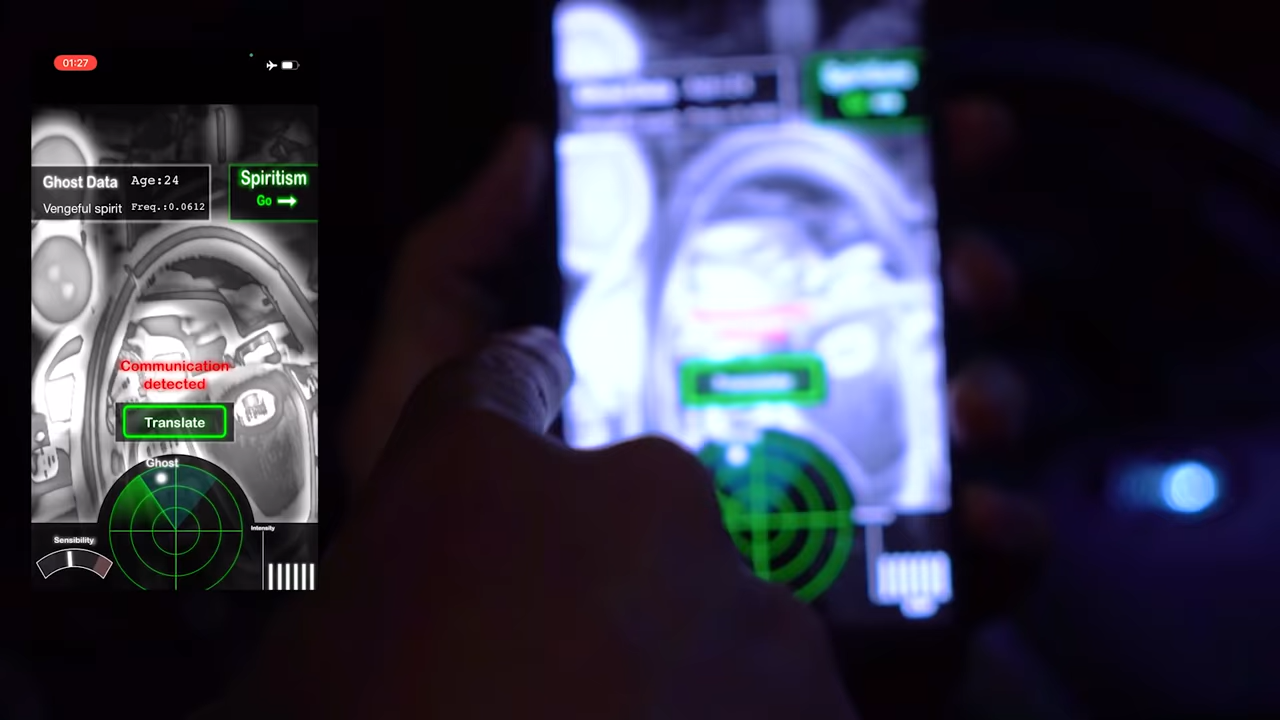 01:27
Ghost Data Age:24
Vengeful spirit Freq.:0.0612
Spiritism
Go
Communication
detected
Translate
Ghost
Sensibility
Intensity